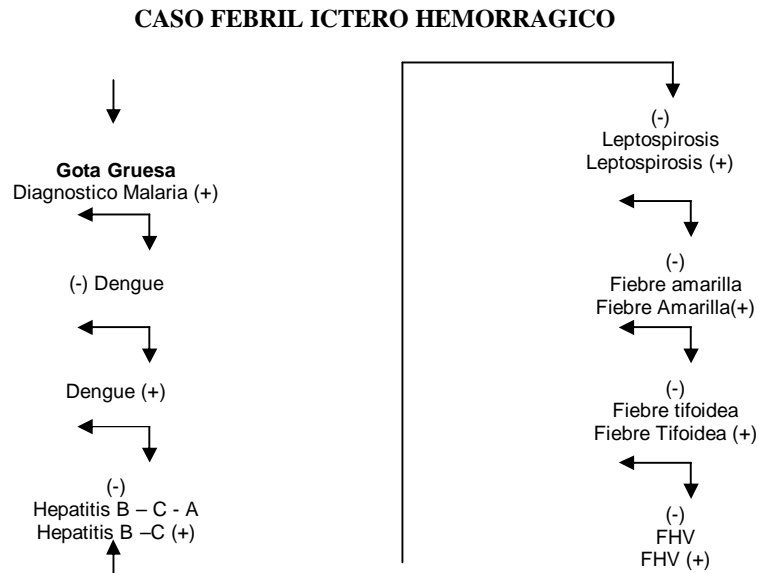 CASO FEBRIL ICTERO HEMORRAGICO
Gota Gruesa
Diagnostico Malaria (+)
(-) Dengue
Dengue (+)
(-)
Hepatitis B – C - A
Hepatitis B –C (+)
(-)
Leptospirosis
Leptospirosis (+)
(-)
Fiebre amarilla
Fiebre Amarilla(+)
(-)
Fiebre tifoidea
Fiebre Tifoidea (+)
(-)
FHV
FHV (+)